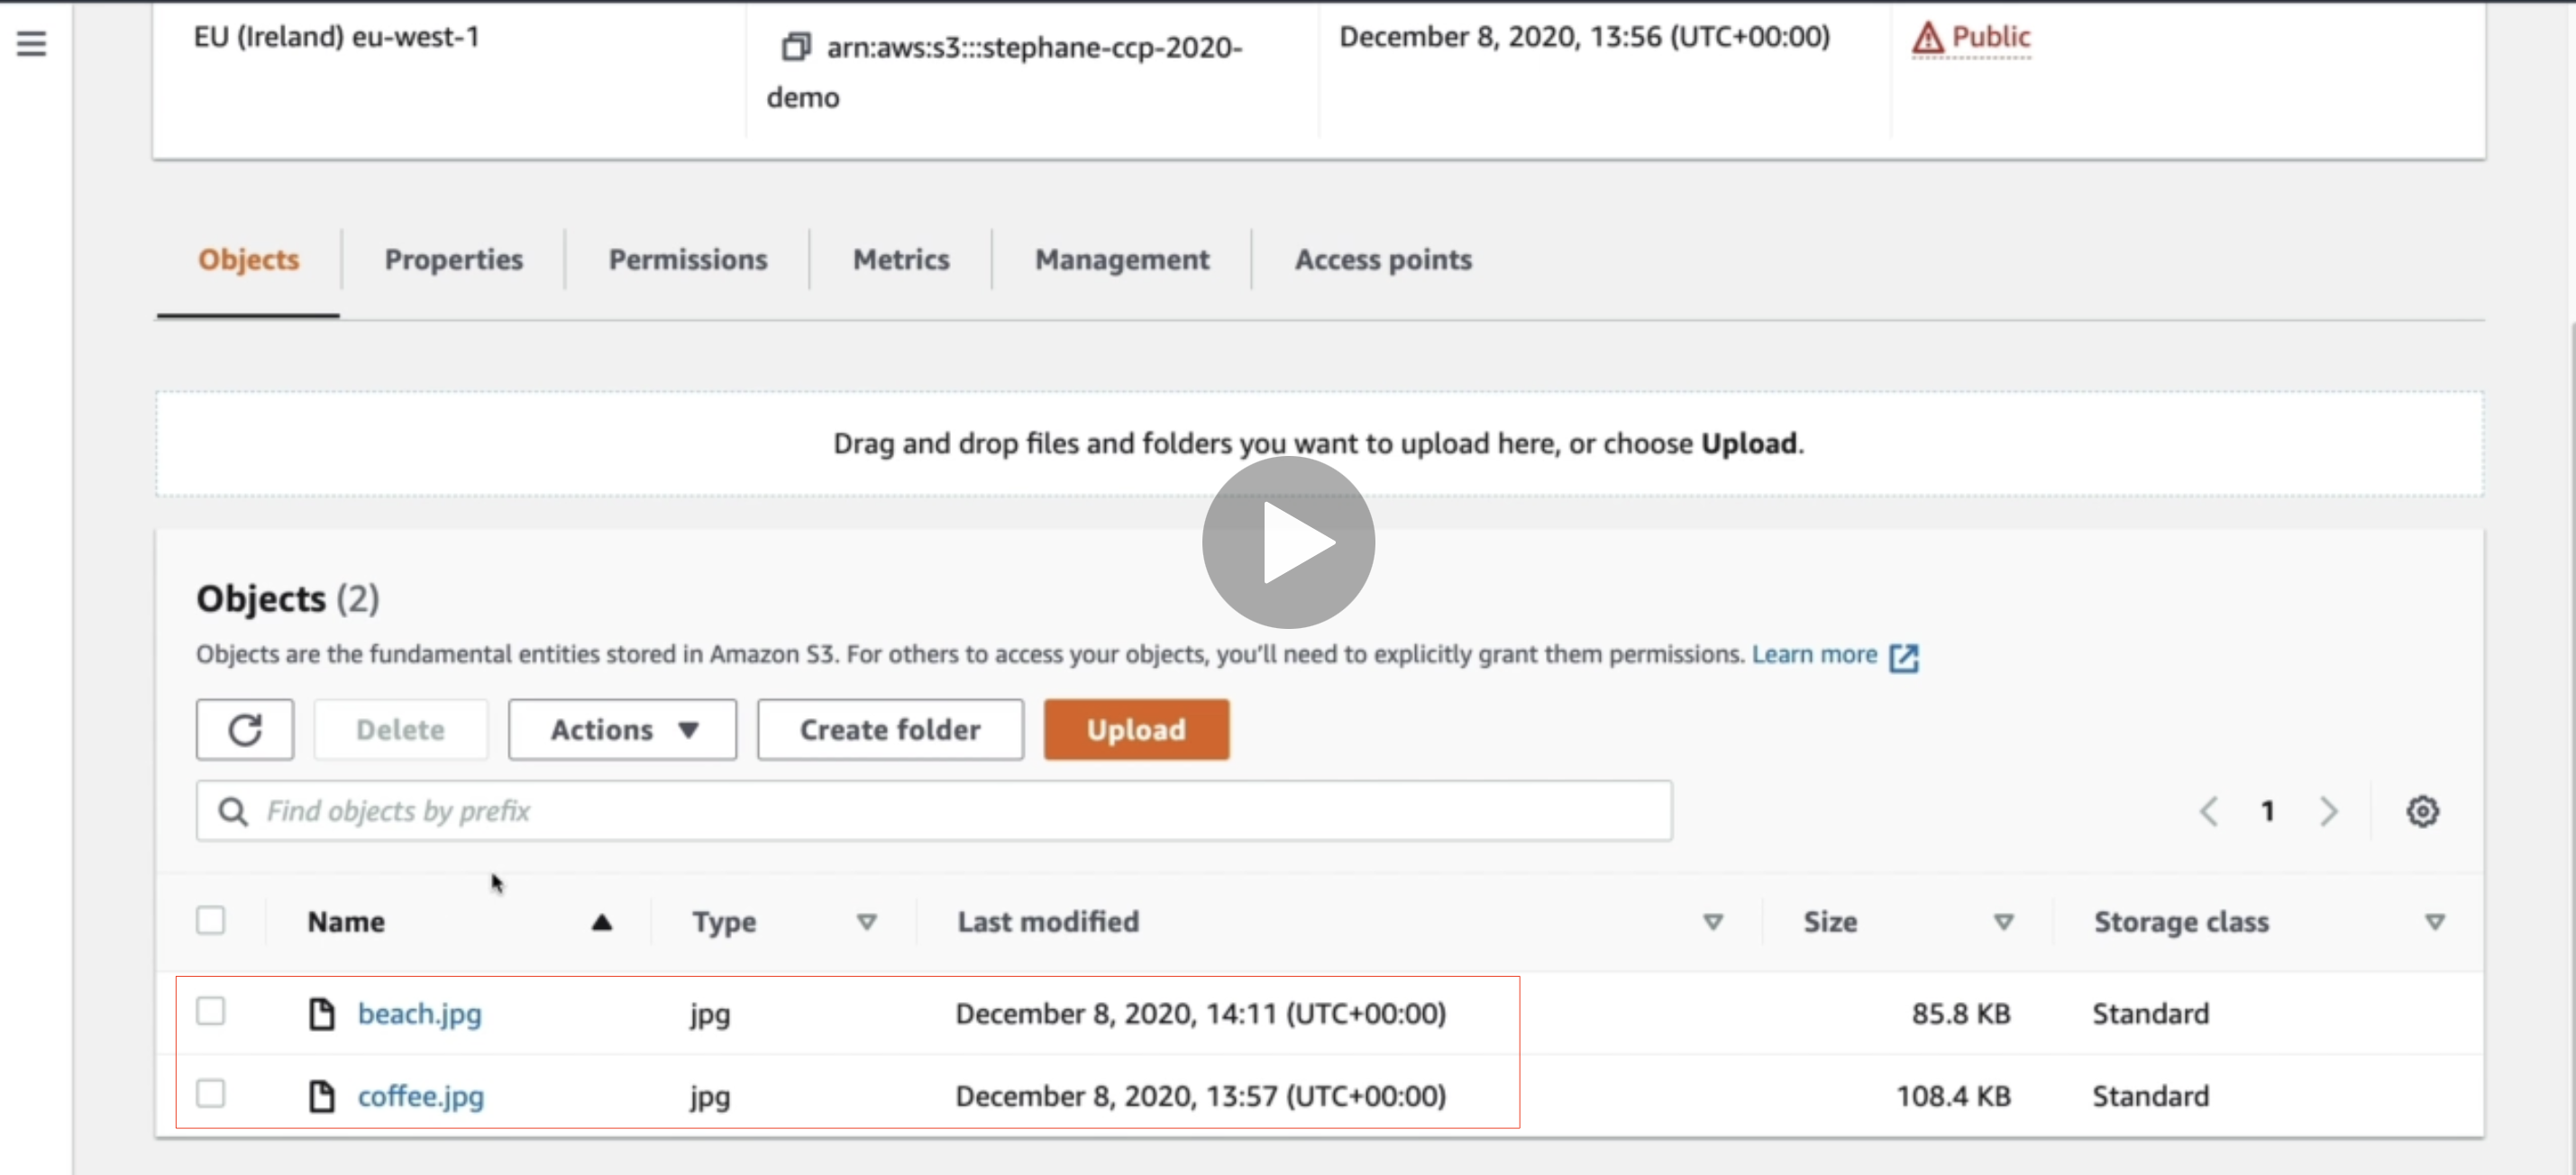 EU (Ireland) eu-west-1
arn:aws:s3:::stephane-ccp-2020-
demo
December 8, 2020, 13:56 (UTC+00:00)
Public
Objects Properties Permissions Metrics Management Access points
Drag and drop files and folders you want to upload here, or choose Upload.
Objects (2)
Objects are the fundamental entities stored in Amazon S3. For others to access your objects, you'll need to explicitly grant them permissions. Learn more
Delete Actions Create folder Upload
Find objects by prefix
1
Name Type Last modified Size Storage class
beach.jpg jpg December 8, 2020, 14:11 (UTC+00:00) 85.8 KB Standard
coffee.jpg jpg December 8, 2020, 13:57 (UTC+00:00) 108.4 KB Standard